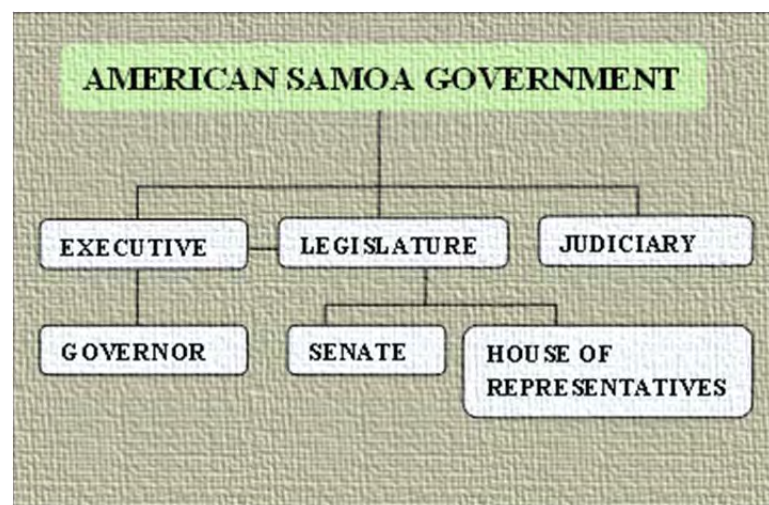 AMERICAN SAMOA GOVERNMENT
EXECUTIVE
LEGISLATURE
JUDICIARY
GOVERNOR
SENATE
HOUSE OF
REPRESENTATIVES